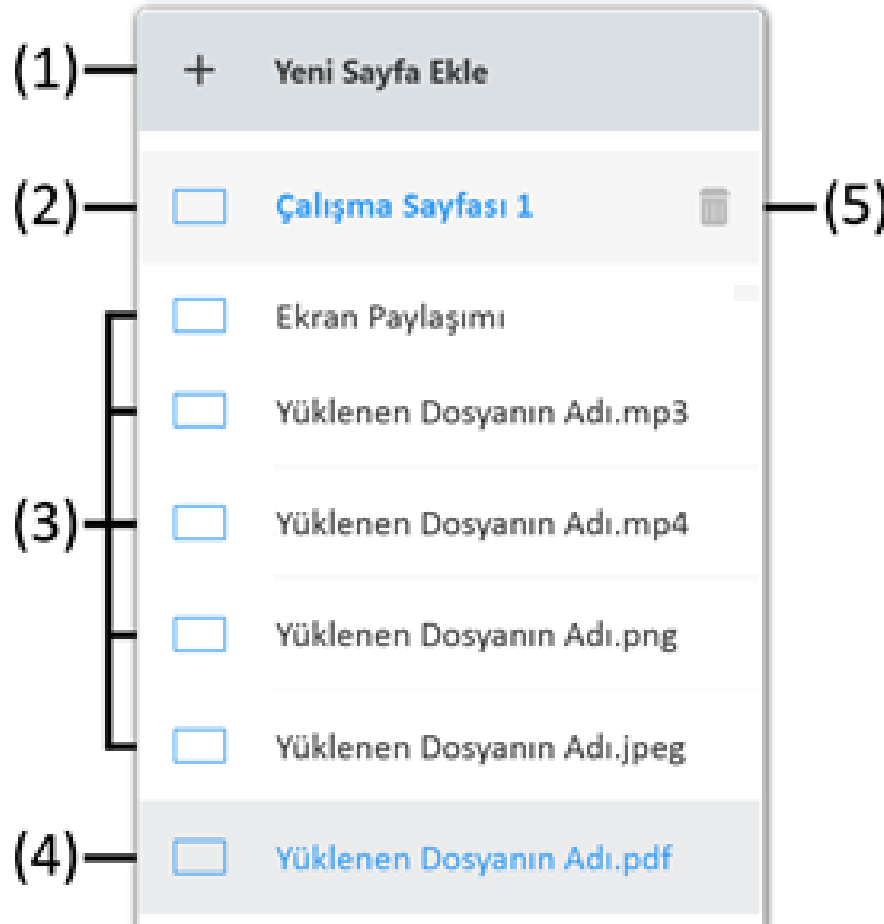 (1) + Yeni Sayfa Ekle
(2) Çalışma Sayfası 1 (5)
Ekran Paylaşımı
Yüklenen Dosyanın Adı.mp3
(3) Yüklenen Dosyanın Adı.mp4
Yüklenen Dosyanın Adı.png
Yüklenen Dosyanın Adı.jpeg
(4) Yüklenen Dosyanın Adı.pdf